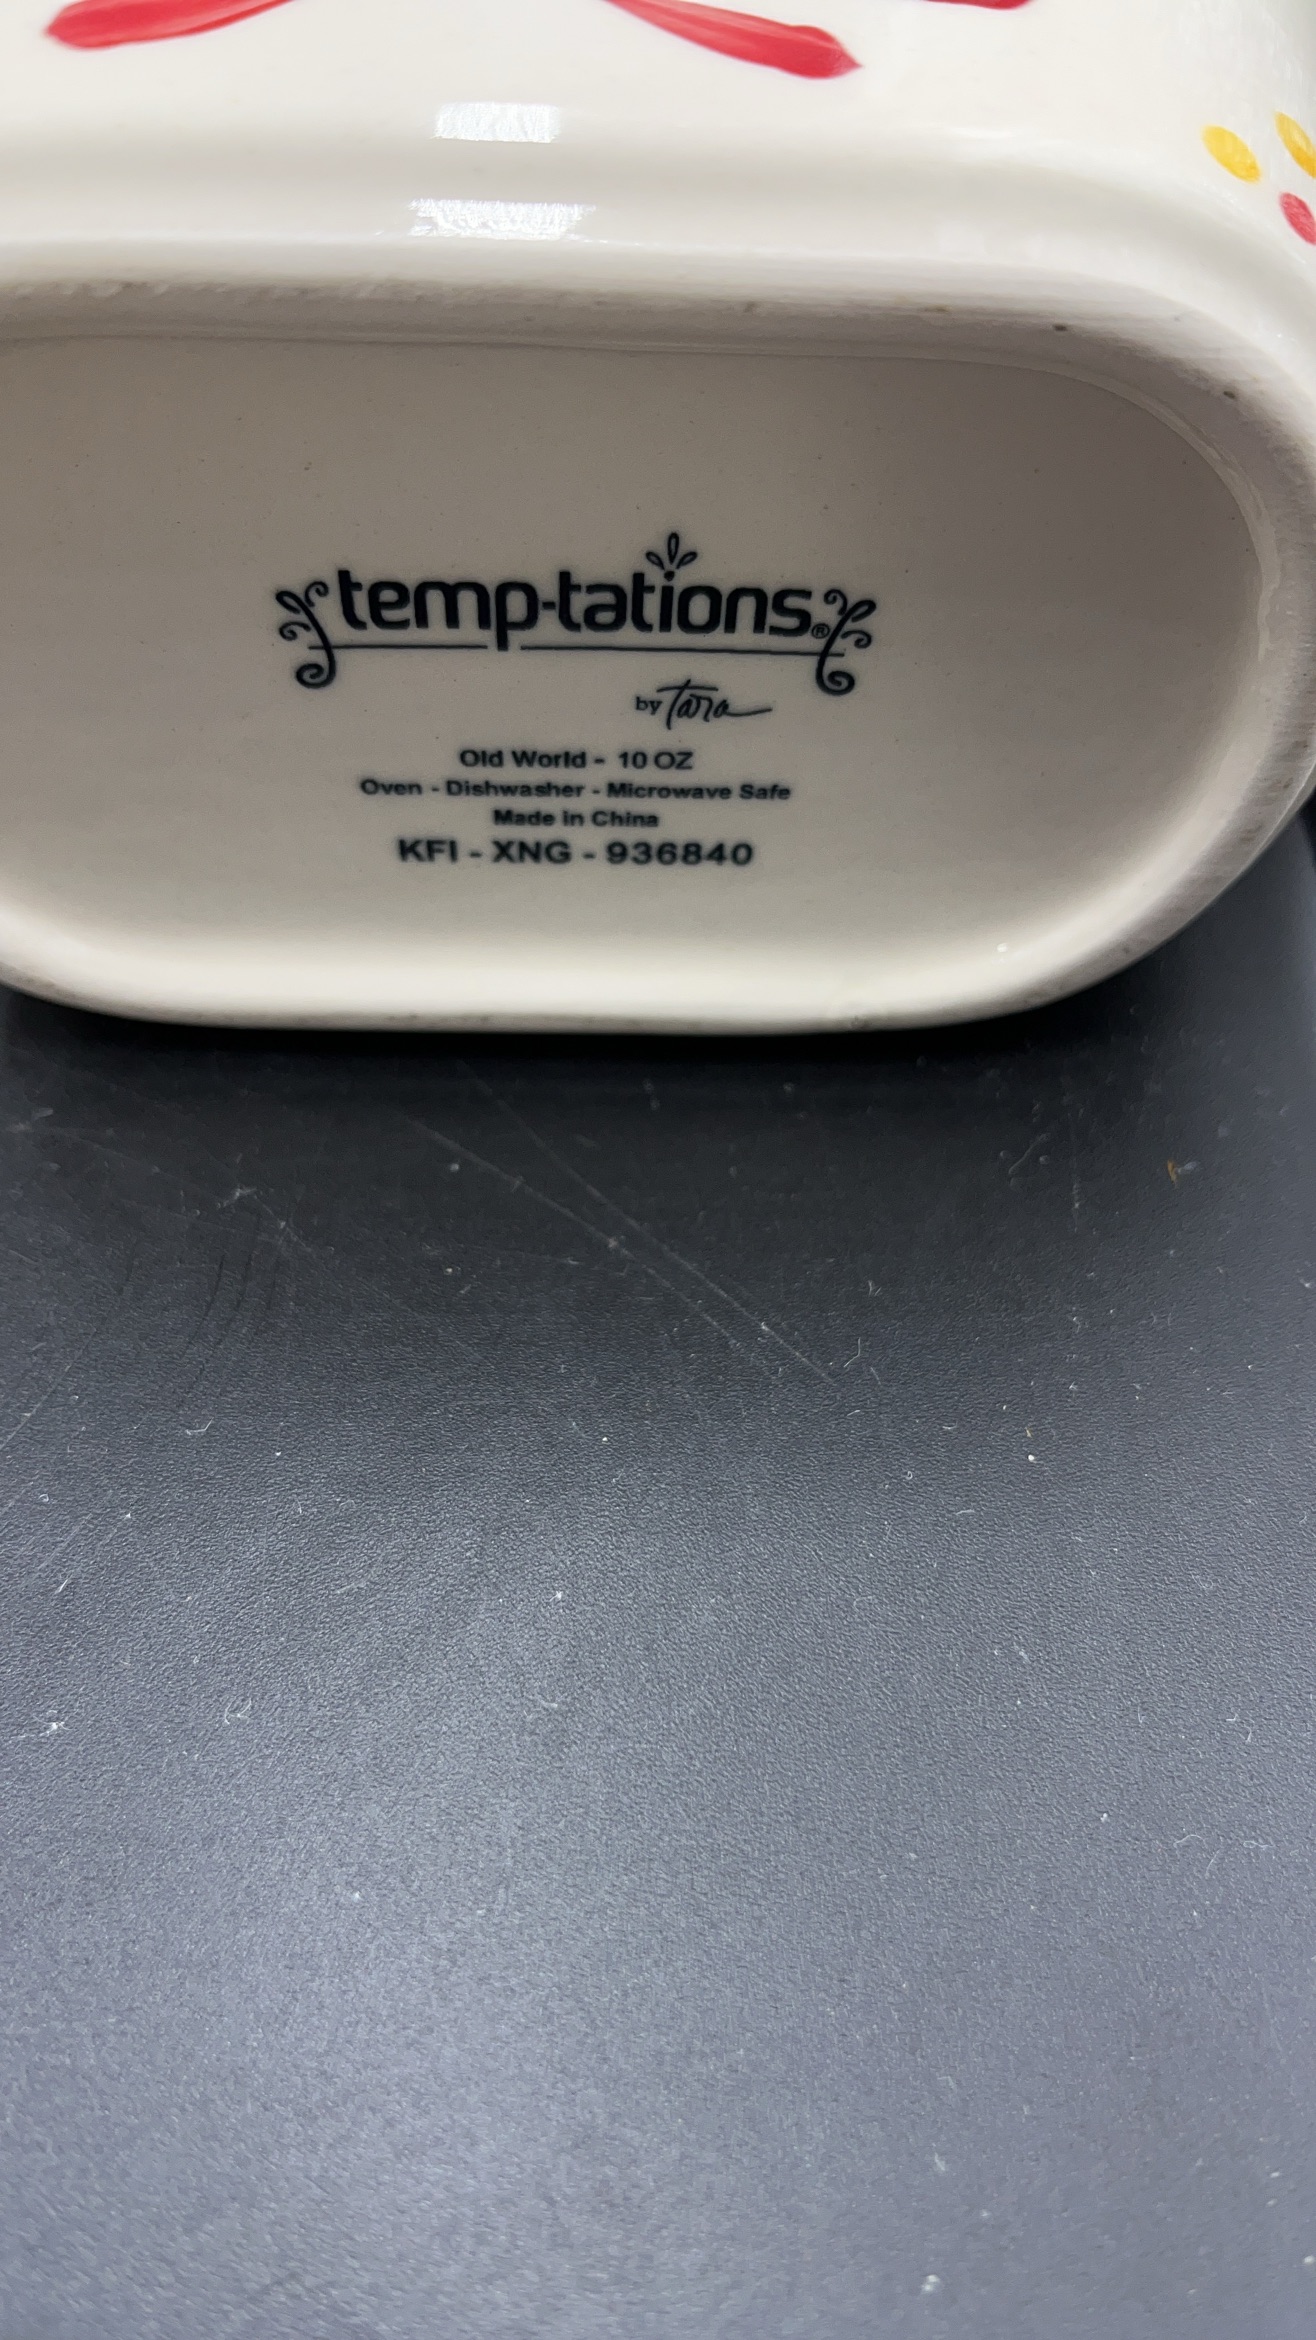 temp-tations®
by Tara
Old World - 10 OZ
Oven - Dishwasher - Microwave Safe
Made in China
KFI - XNG - 936840